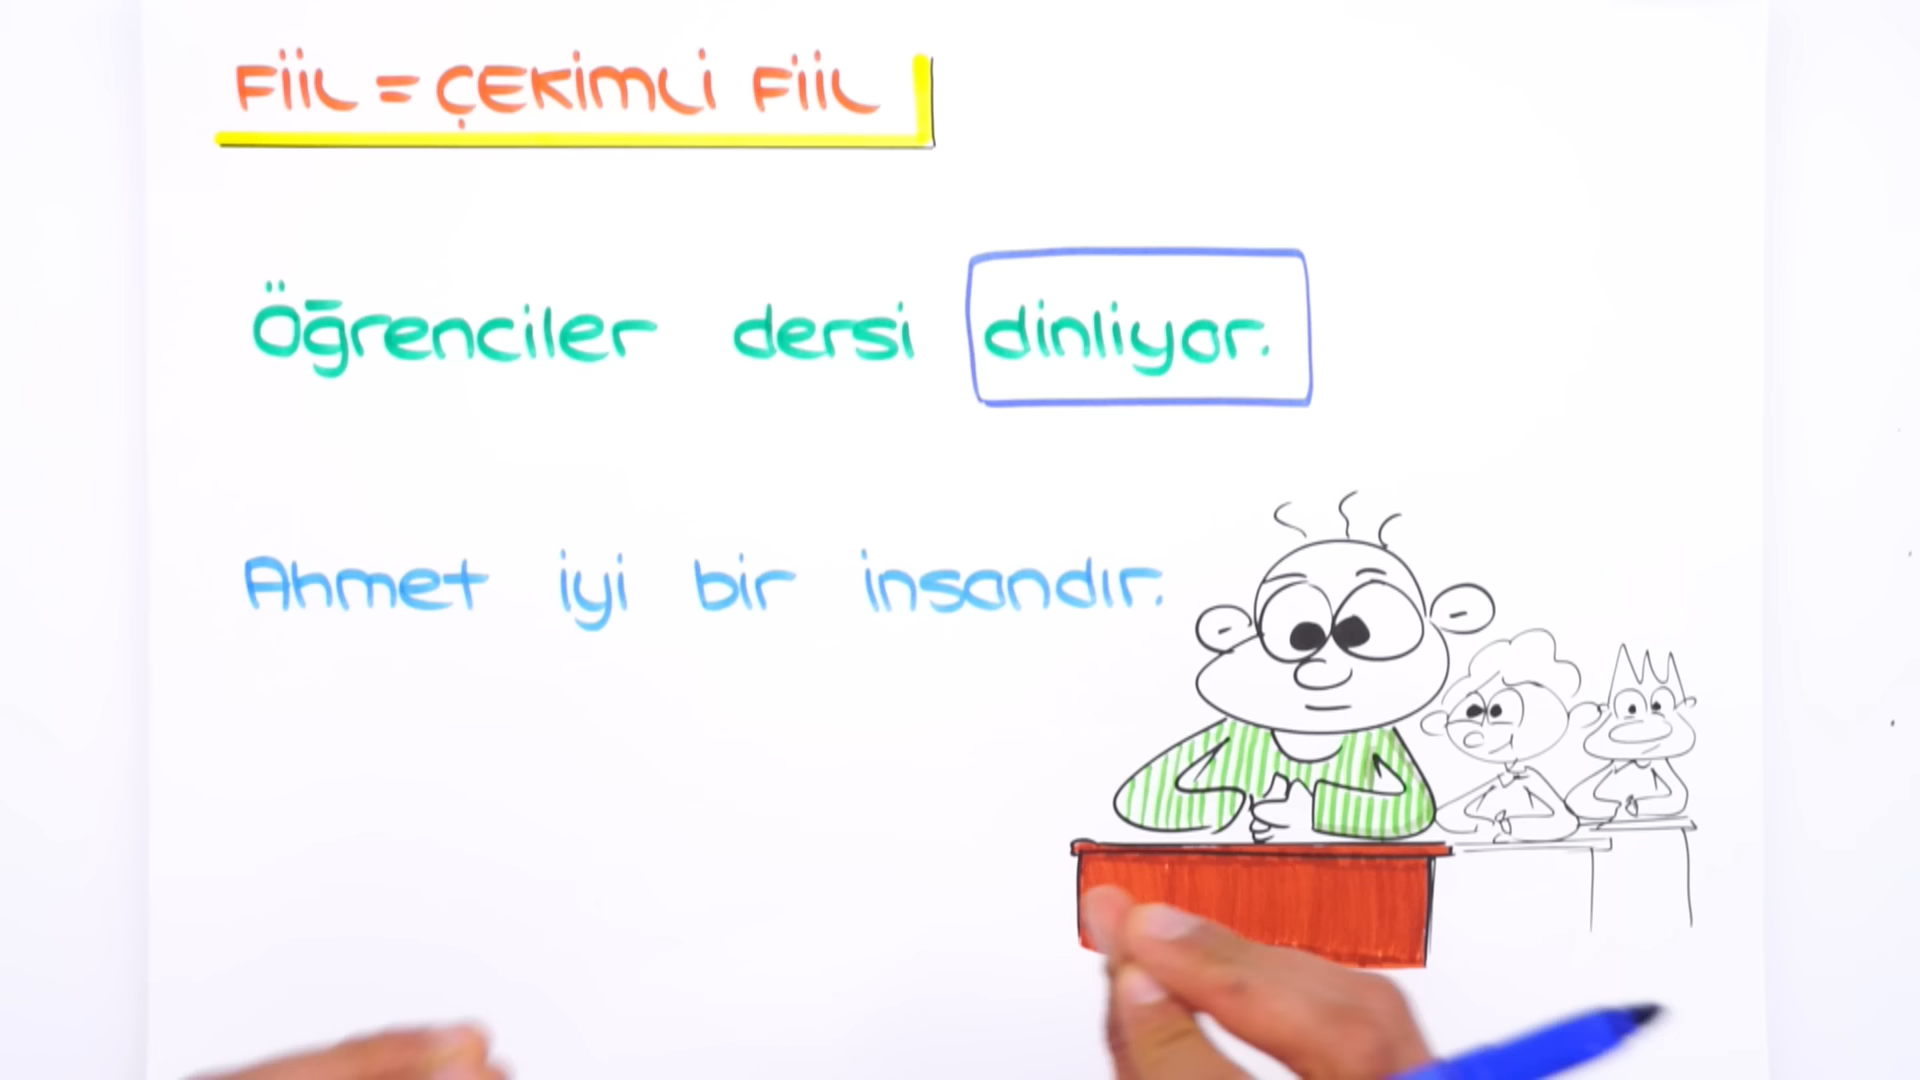 FİİL = ÇEKİMLİ FİİL
Öğrenciler dersi dinliyor.
Ahmet iyi bir insandır.